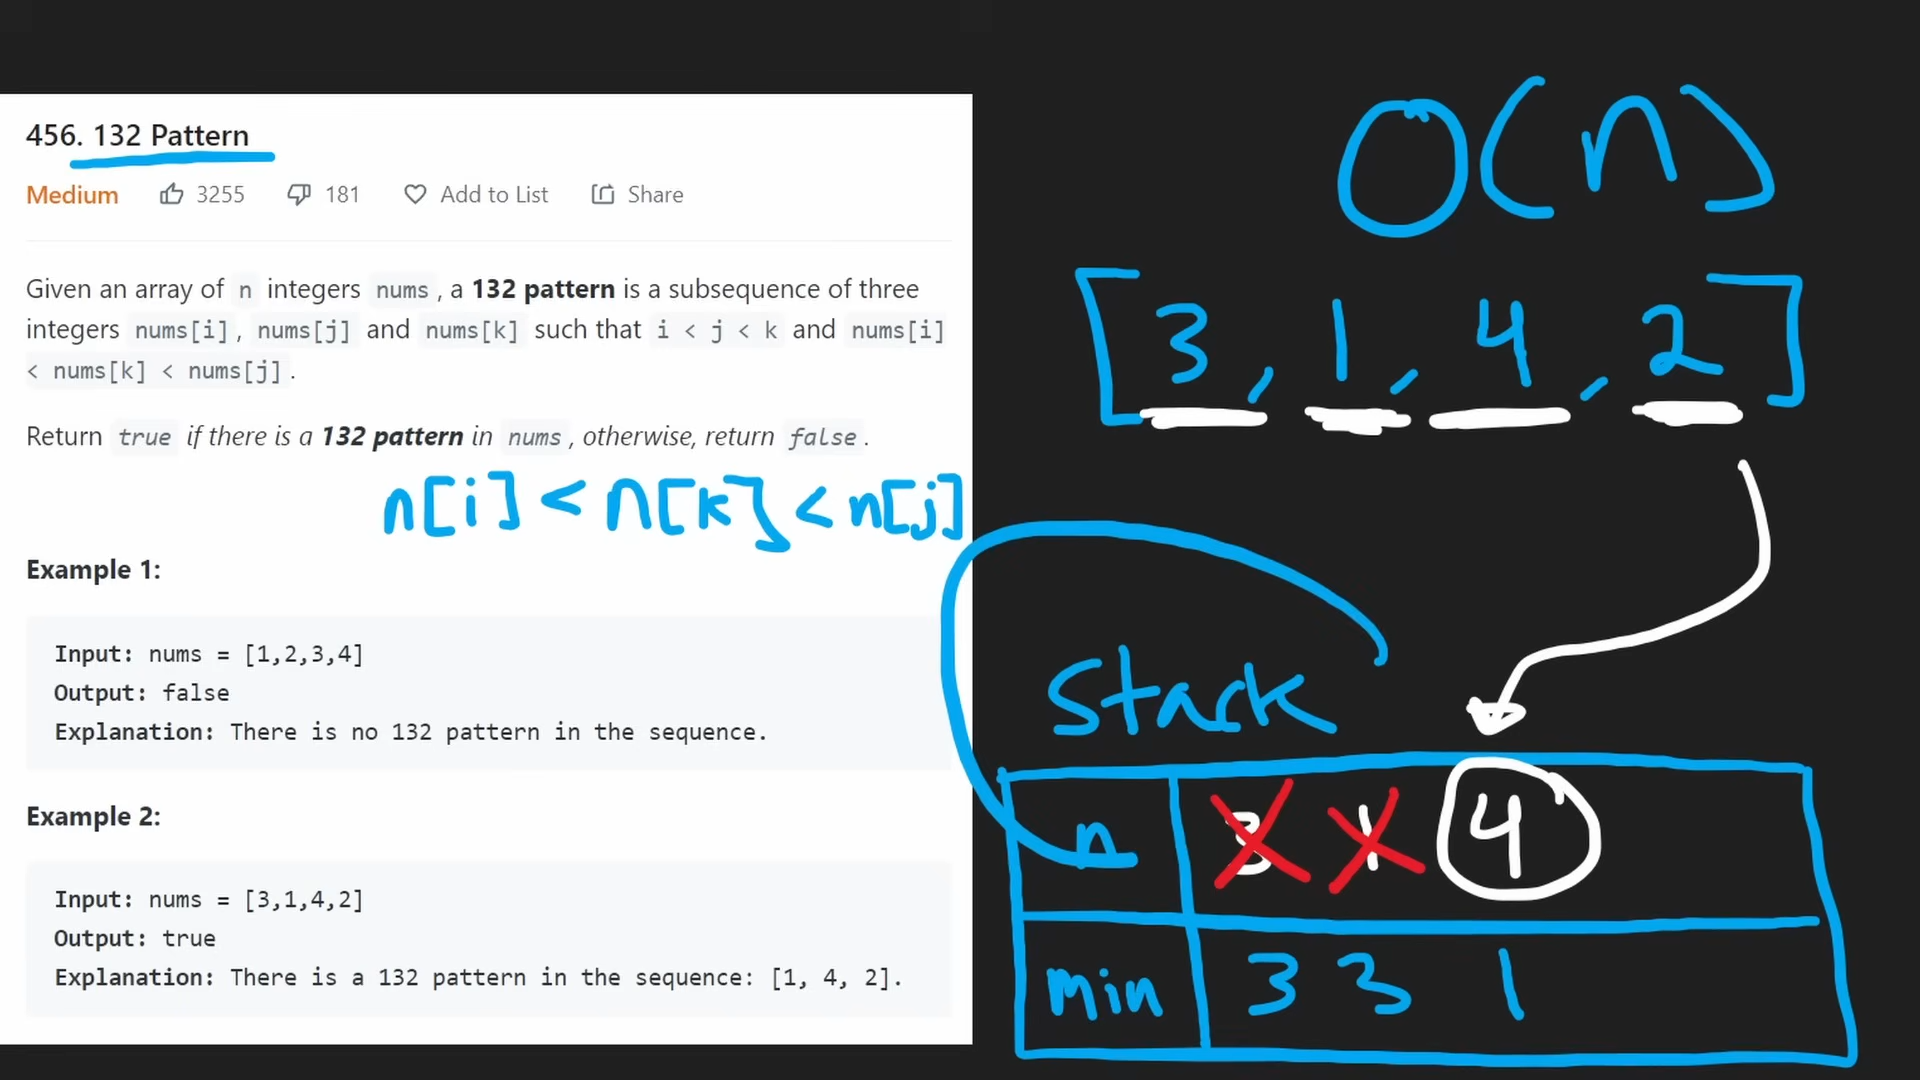 456. 132 Pattern
Medium 3255 181 Add to List Share
Given an array of n integers nums, a 132 pattern is a subsequence of three
integers nums[i], nums[j] and nums[k] such that i < j < k and nums[i]
< nums[k] < nums[j].
Return true if there is a 132 pattern in nums, otherwise, return false.
n[i] < n[k] < n[j]
Example 1:
Input: nums = [1,2,3,4]
Output: false
Explanation: There is no 132 pattern in the sequence.
Example 2:
Input: nums = [3,1,4,2]
Output: true
Explanation: There is a 132 pattern in the sequence: [1, 4, 2].
O(n)
[3, 1, 4, 2]
Stack
n 3 1 4
min 3 3 1